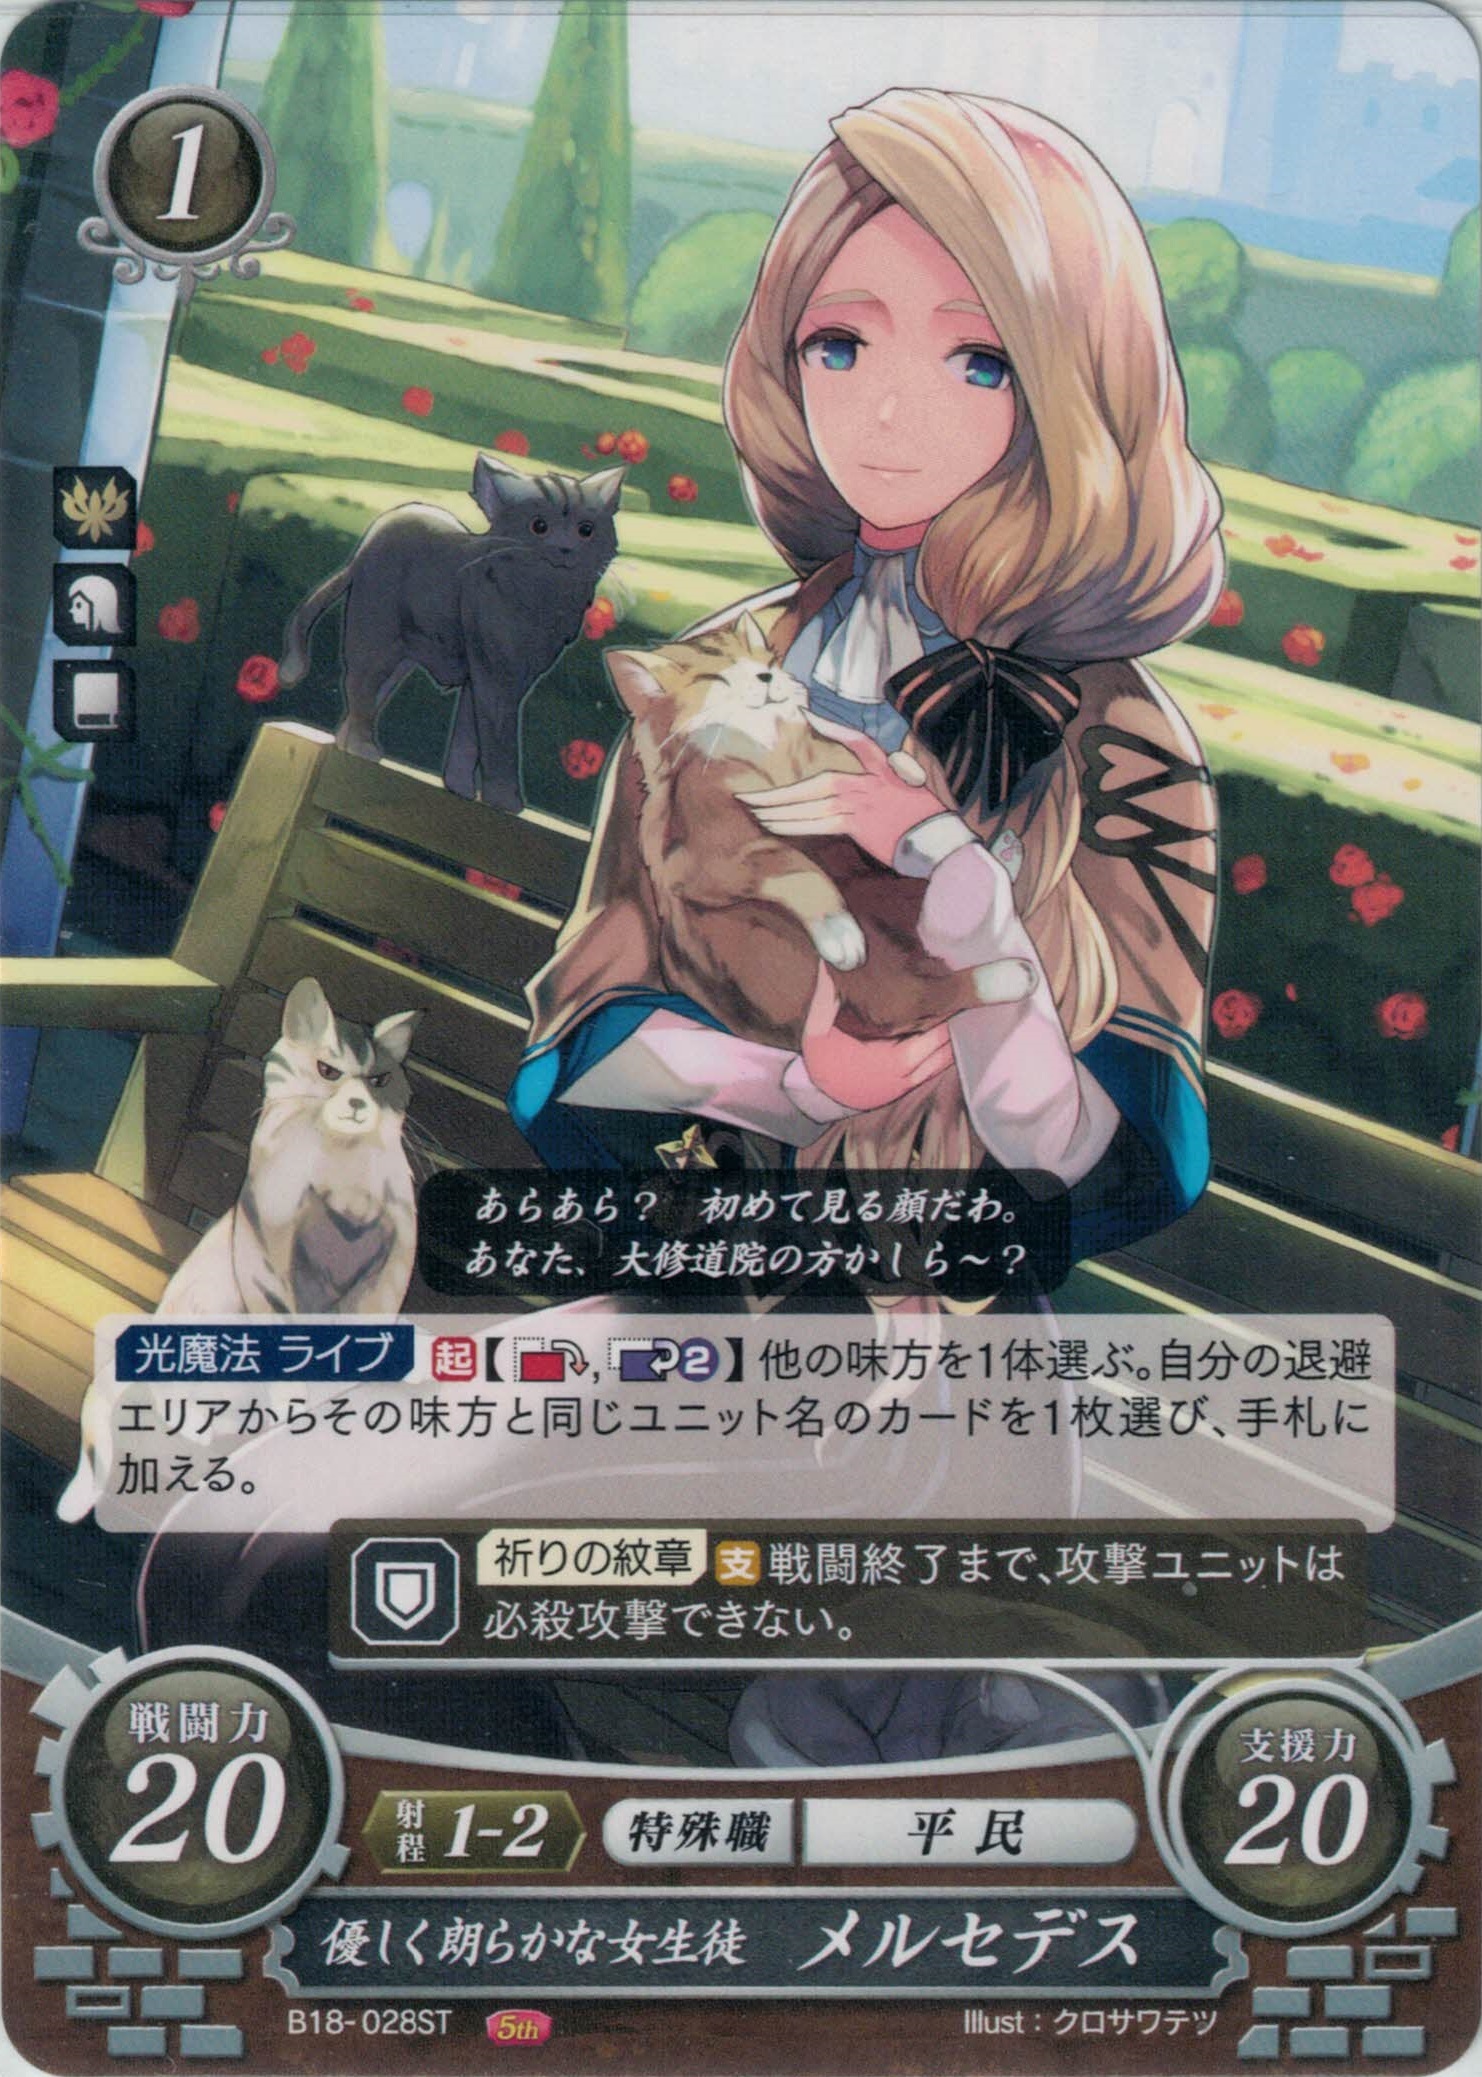 1
あらあら？　初めて見る顔だわ。
あなた、大修道院の方かしら～？
光魔法 ライブ 起【 , 2】他の味方を1体選ぶ。自分の退避
エリアからその味方と同じユニット名のカードを1枚選び、手札に
加える。
祈りの紋章 支 戦闘終了まで、攻撃ユニットは
必殺攻撃できない。
戦闘力
20
射程 1-2
特殊職
平民
支援力
20
優しく朗らかな女生徒　メルセデス
B18-028ST 5th
Illust：クロサワテツ